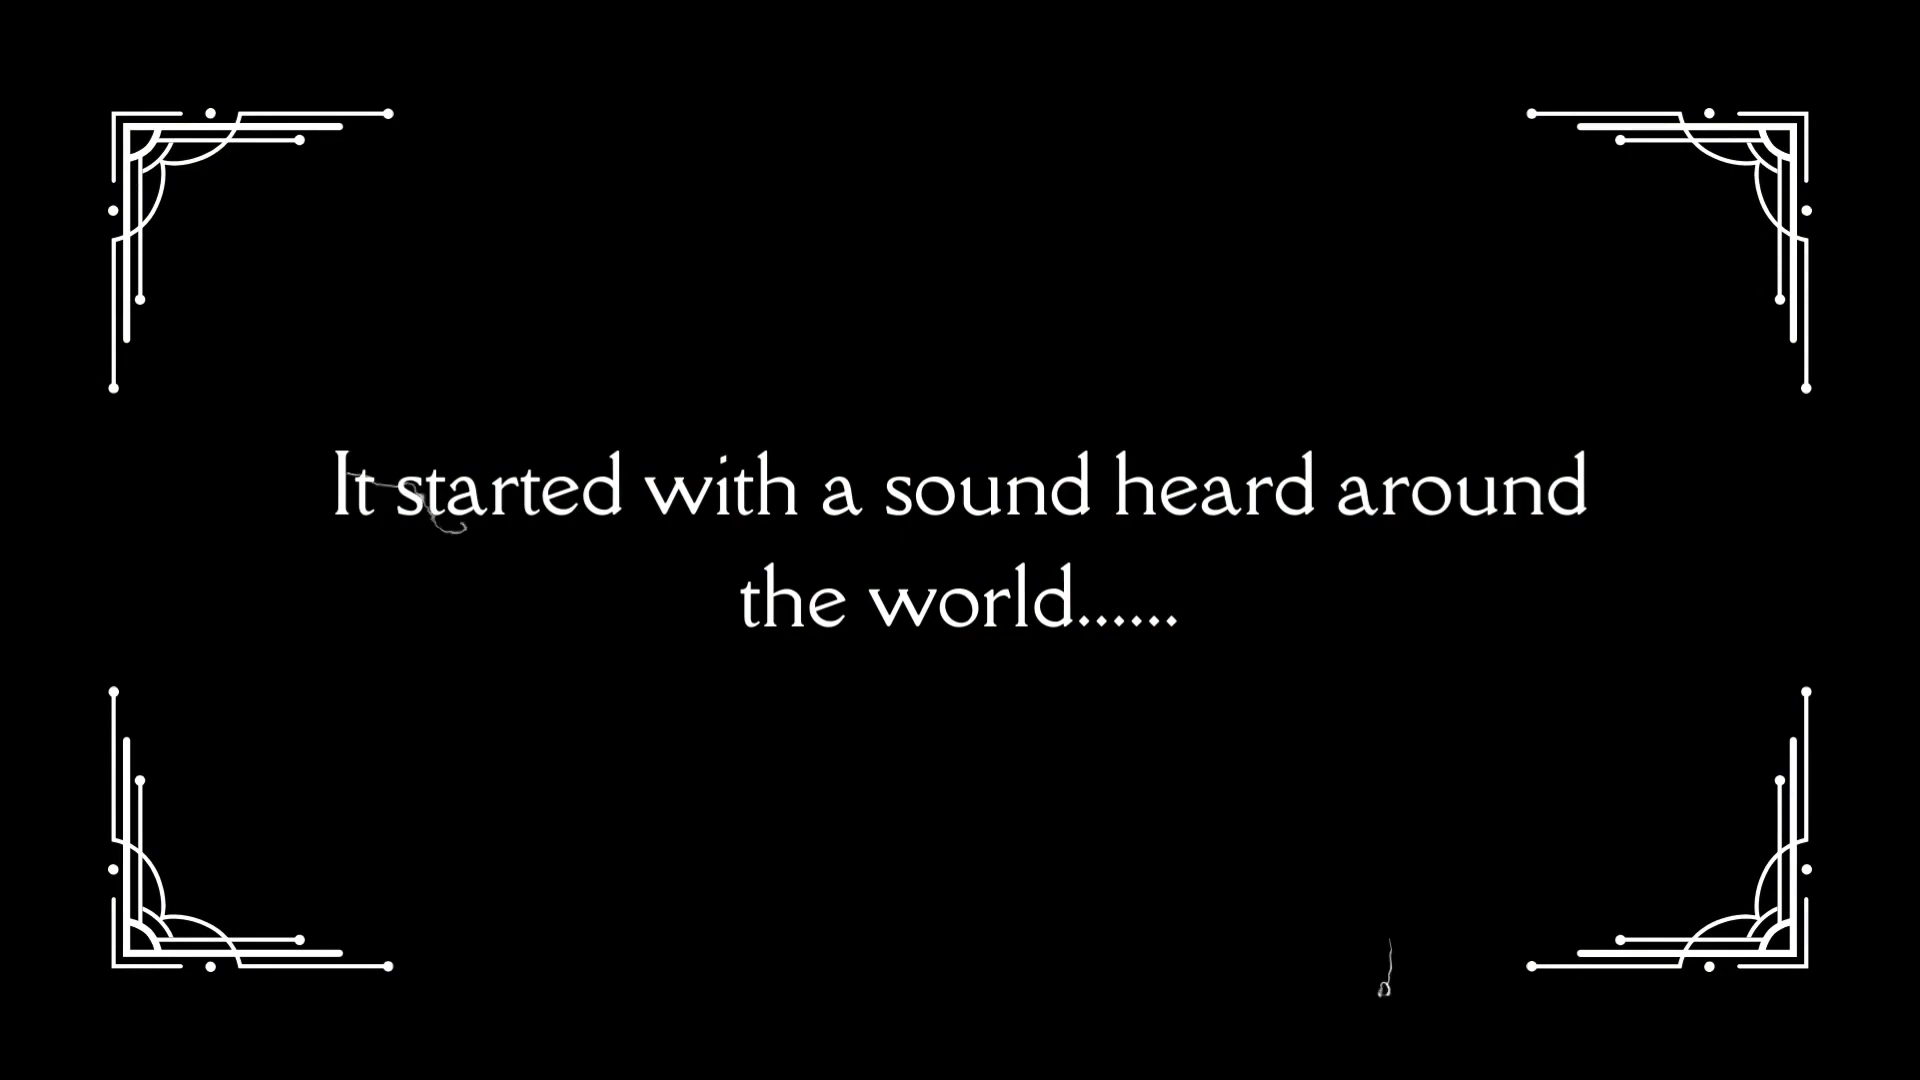 It started with a sound heard around
the world......